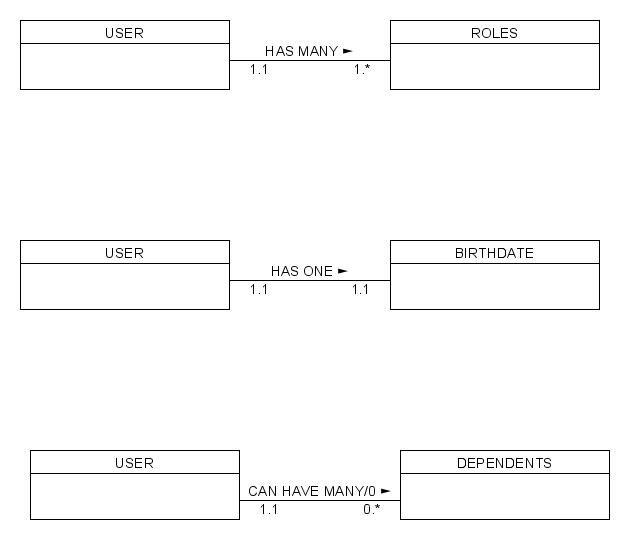 USER
ROLES
HAS MANY ►
1.1
1.*
USER
BIRTHDATE
HAS ONE ►
1.1
1.1
USER
DEPENDENTS
CAN HAVE MANY/0 ►
1.1
0.*